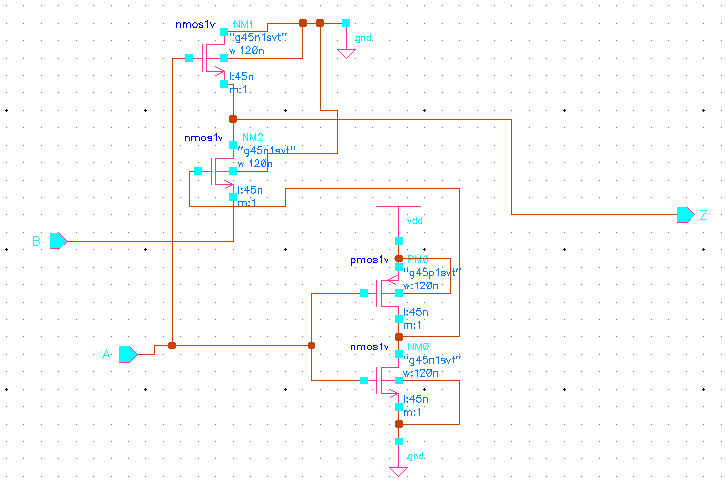 nmos1v NM1
"g45n1svt"
w:120n
l:45n
m:1
gnd
nmos1v NM2
"g45n1svt"
w:120n
l:45n
m:1
vdd
Z
B
pmos1v PM0
"g45p1svt"
w:120n
l:45n
m:1
A
nmos1v NM0
"g45n1svt"
w:120n
l:45n
m:1
gnd